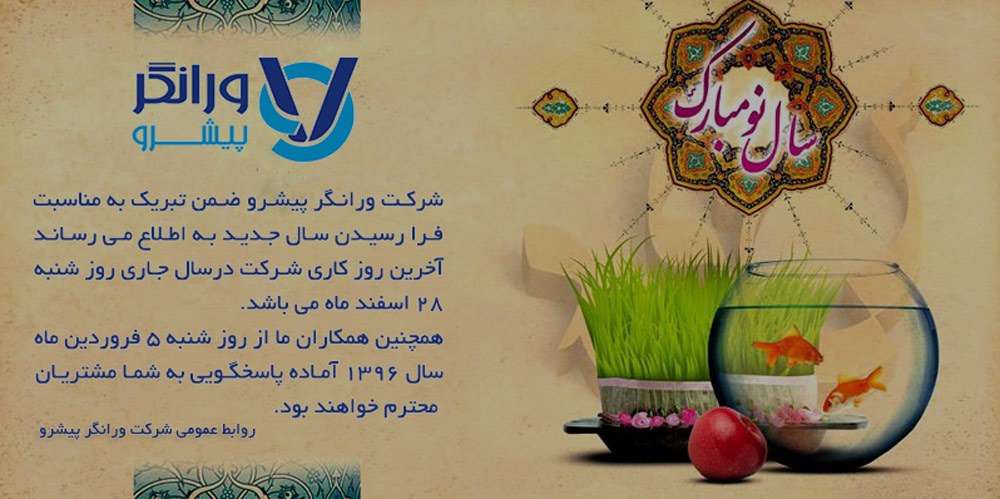 ورانگر
پیشرو
سال نو مبارک
شرکت ورانگر پیشرو ضمن تبریک به مناسبت
فرا رسیدن سال جدید به اطلاع می رساند
آخرین روز کاری شرکت درسال جاری روز شنبه
۲۸ اسفند ماه می باشد.
همچنین همکاران ما از روز شنبه ۵ فروردین ماه
سال ۱۳۹۶ آماده پاسخگویی به شما مشتریان
محترم خواهند بود.
روابط عمومی شرکت ورانگر پیشرو